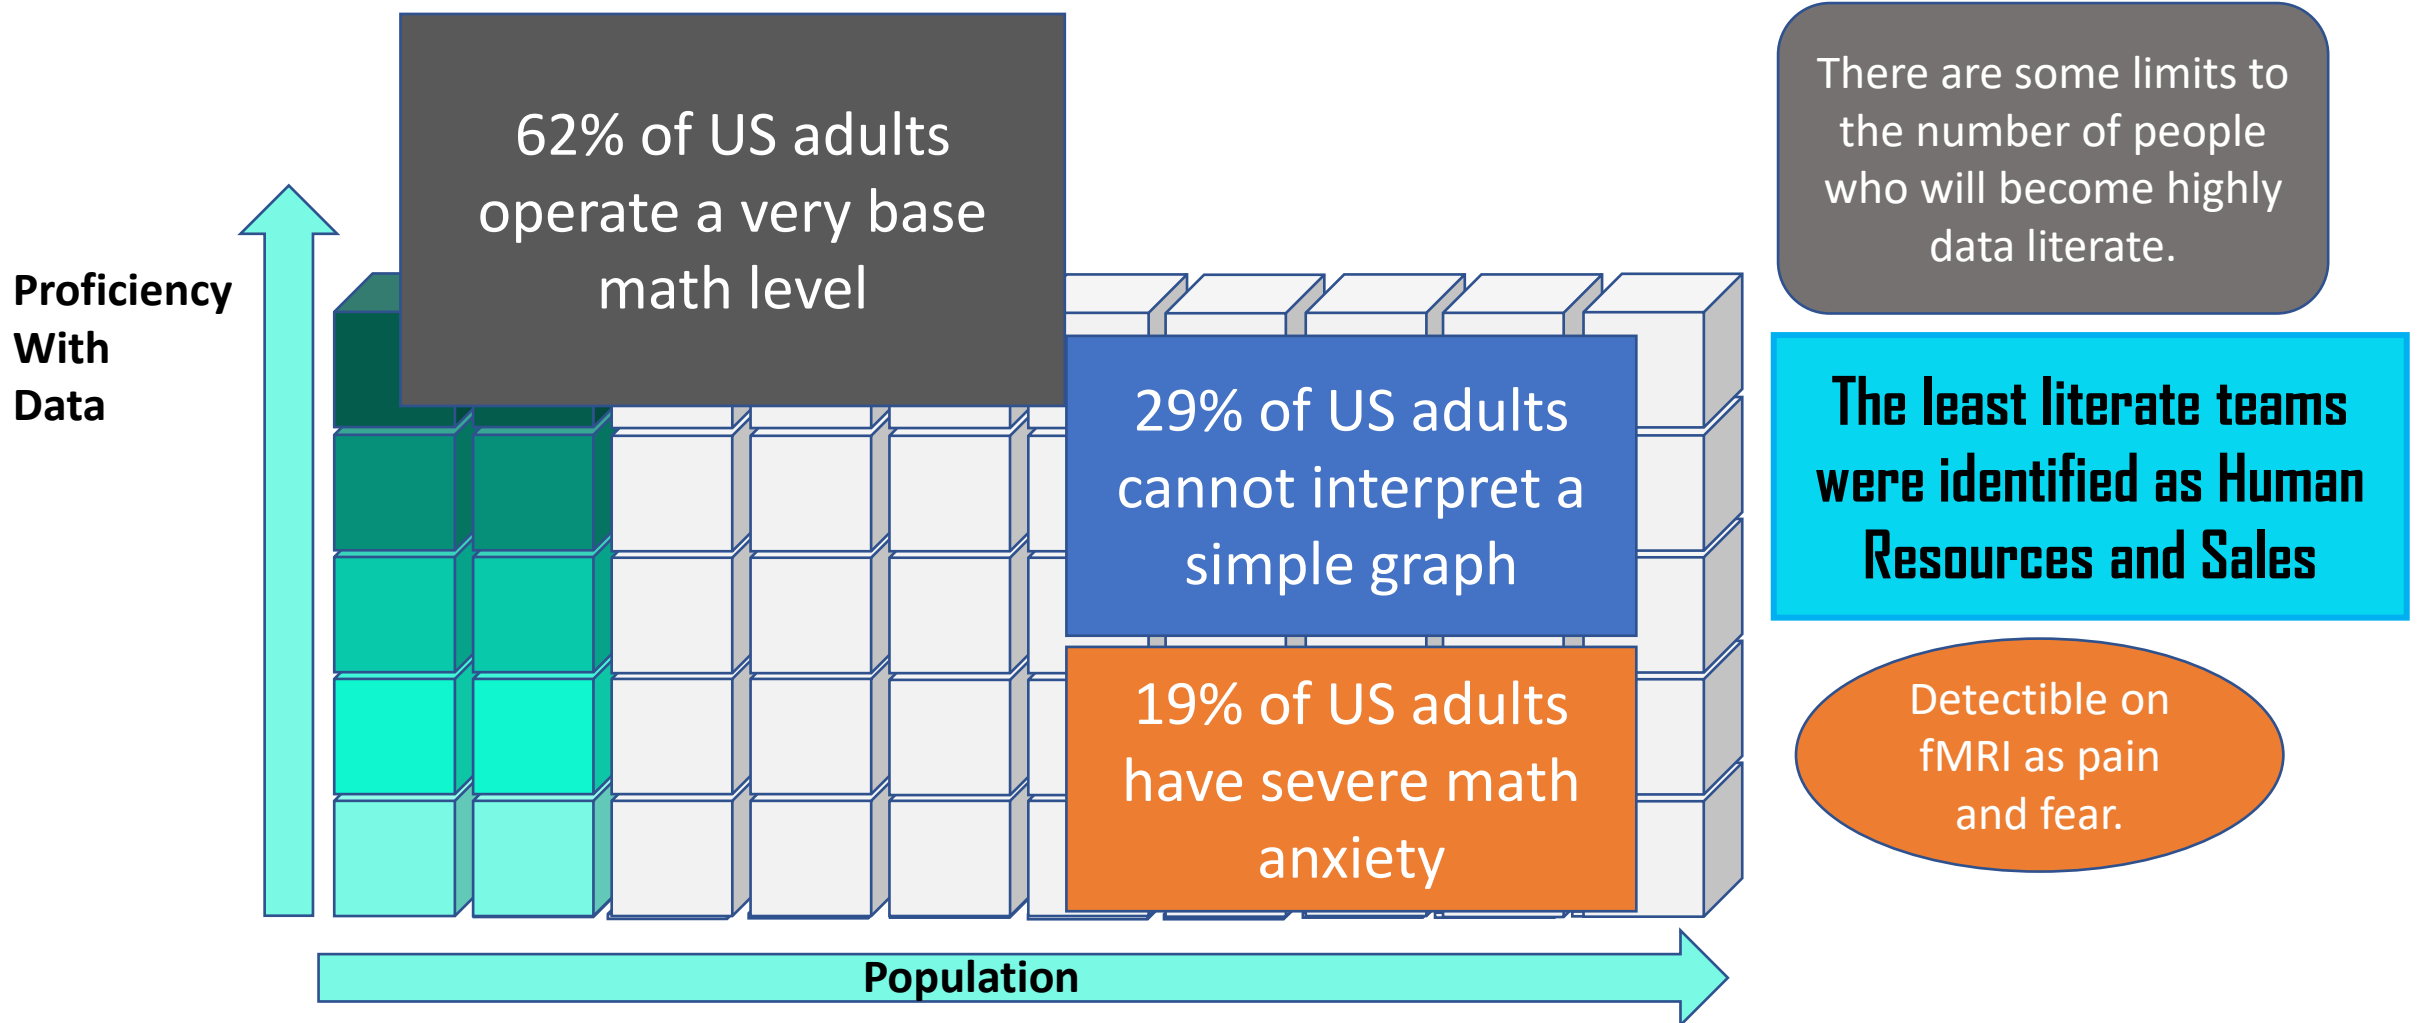 62% of US adults
operate a very base
math level
There are some limits to
the number of people
who will become highly
data literate.
Proficiency
With
Data
29% of US adults
cannot interpret a
simple graph
The least literate teams
were identified as Human
Resources and Sales
19% of US adults
have severe math
anxiety
Detectible on
fMRI as pain
and fear.
Population